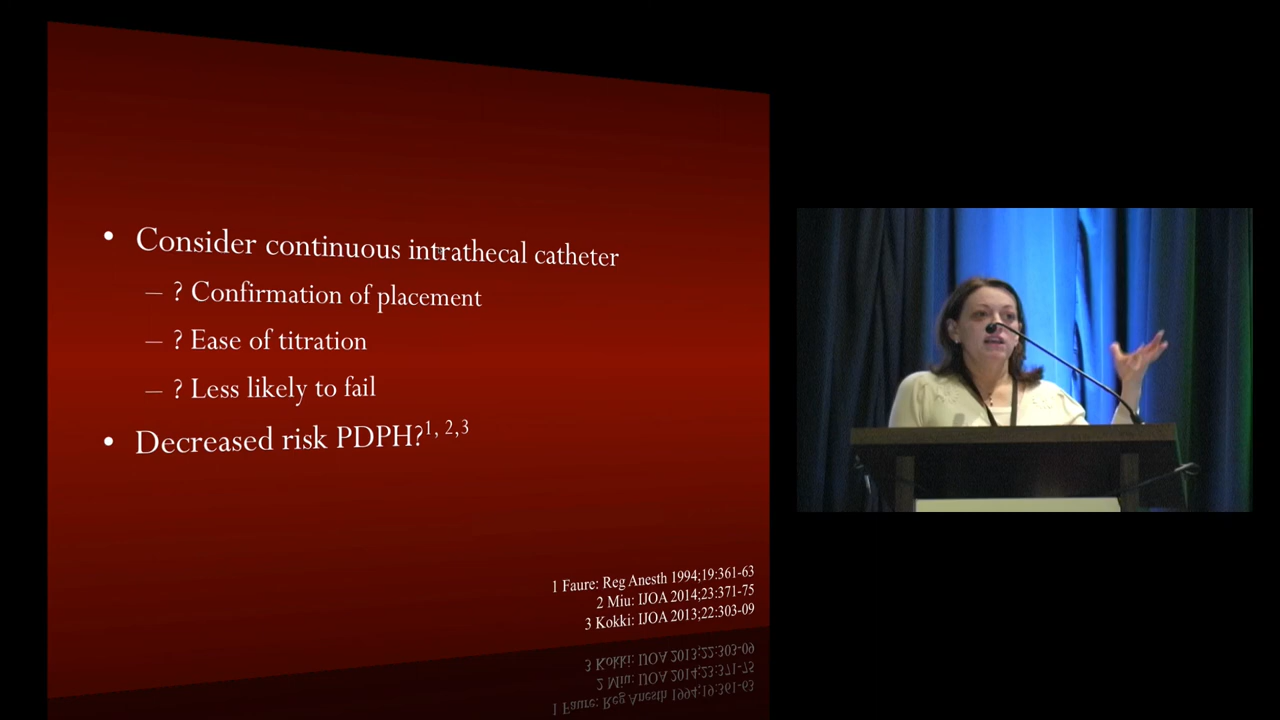 • Consider continuous intrathecal catheter
– ? Confirmation of placement
– ? Ease of titration
– ? Less likely to fail
• Decreased risk PDPH?1, 2,3
1 Faure: Reg Anesth 1994;19:361-63
2 Miu: IJOA 2014;23:371-75
3 Kokki: IJOA 2013;22:303-09